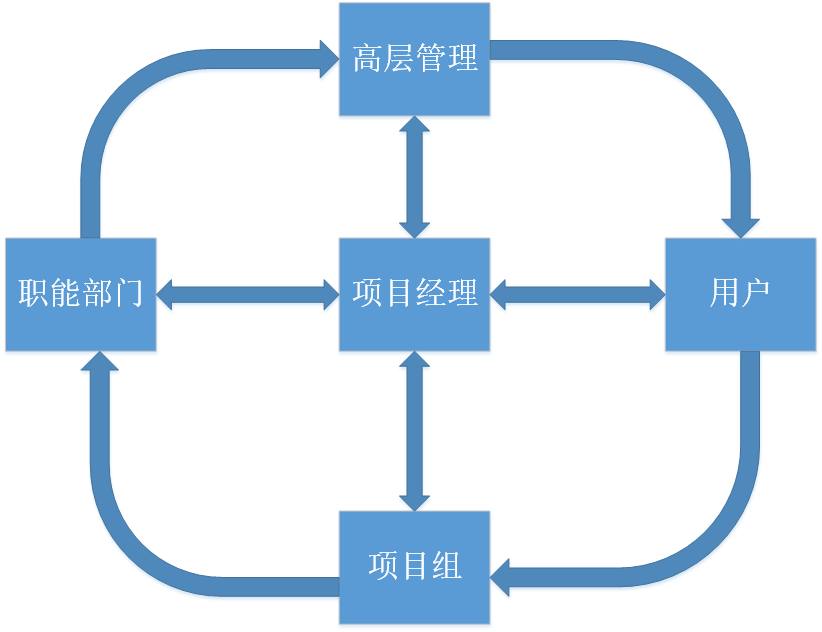 高层管理
职能部门
项目经理
用户
项目组